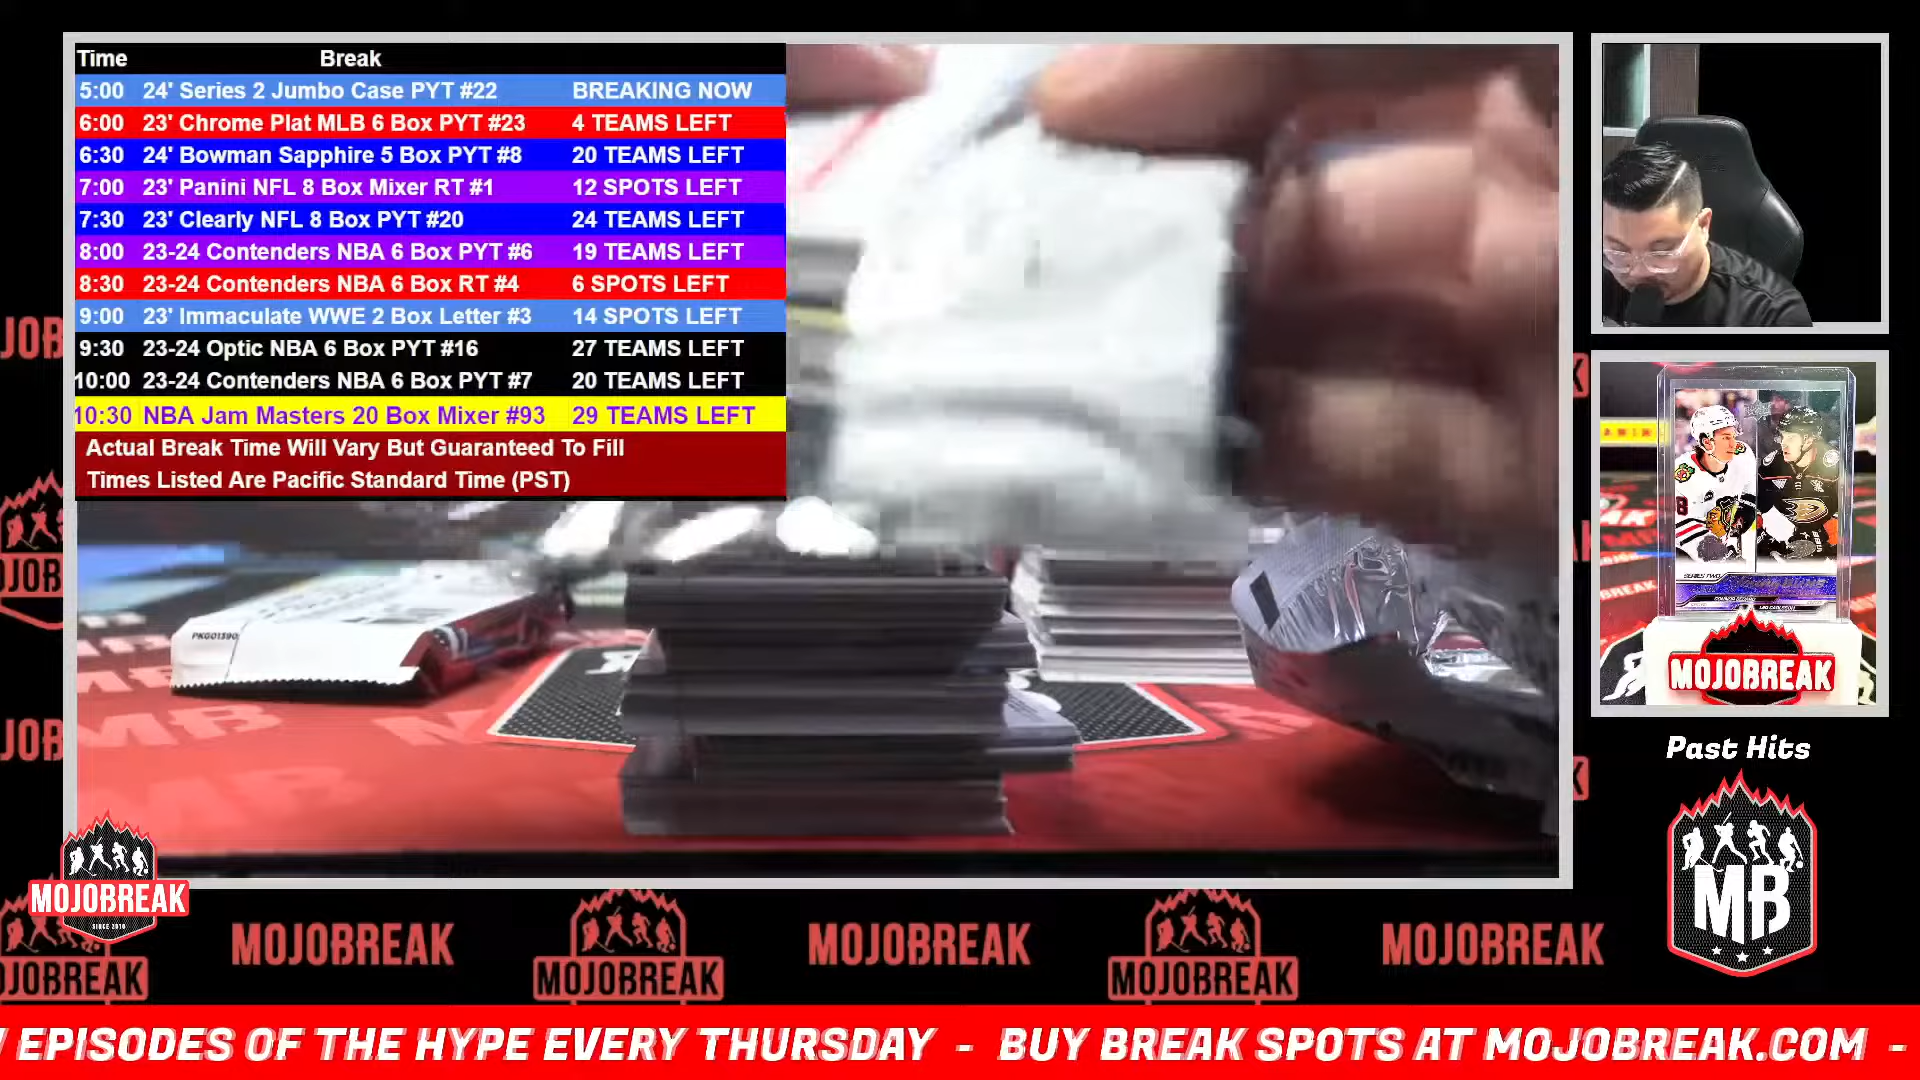 Time Break
5:00 24' Series 2 Jumbo Case PYT #22 BREAKING NOW
6:00 23' Chrome Plat MLB 6 Box PYT #23 4 TEAMS LEFT
6:30 24' Bowman Sapphire 5 Box PYT #8 20 TEAMS LEFT
7:00 23' Panini NFL 8 Box Mixer RT #1 12 SPOTS LEFT
7:30 23' Clearly NFL 8 Box PYT #20 24 TEAMS LEFT
8:00 23-24 Contenders NBA 6 Box PYT #6 19 TEAMS LEFT
8:30 23-24 Contenders NBA 6 Box RT #4 6 SPOTS LEFT
9:00 23' Immaculate WWE 2 Box Letter #3 14 SPOTS LEFT
9:30 23-24 Optic NBA 6 Box PYT #16 27 TEAMS LEFT
10:00 23-24 Contenders NBA 6 Box PYT #7 20 TEAMS LEFT
10:30 NBA Jam Masters 20 Box Mixer #93 29 TEAMS LEFT
Actual Break Time Will Vary But Guaranteed To Fill
Times Listed Are Pacific Standard Time (PST)
PKG01390
PANINI
SERIES TWO
MOJOBREAK
Past Hits
MB
MOJOBREAK
SINCE 2010
MOJOBREAK
MOJOBREAK
MOJOBREAK
MOJOBREAK
MOJOBREAK
OJOBREAK
EPISODES OF THE HYPE EVERY THURSDAY - BUY BREAK SPOTS AT MOJOBREAK.COM -